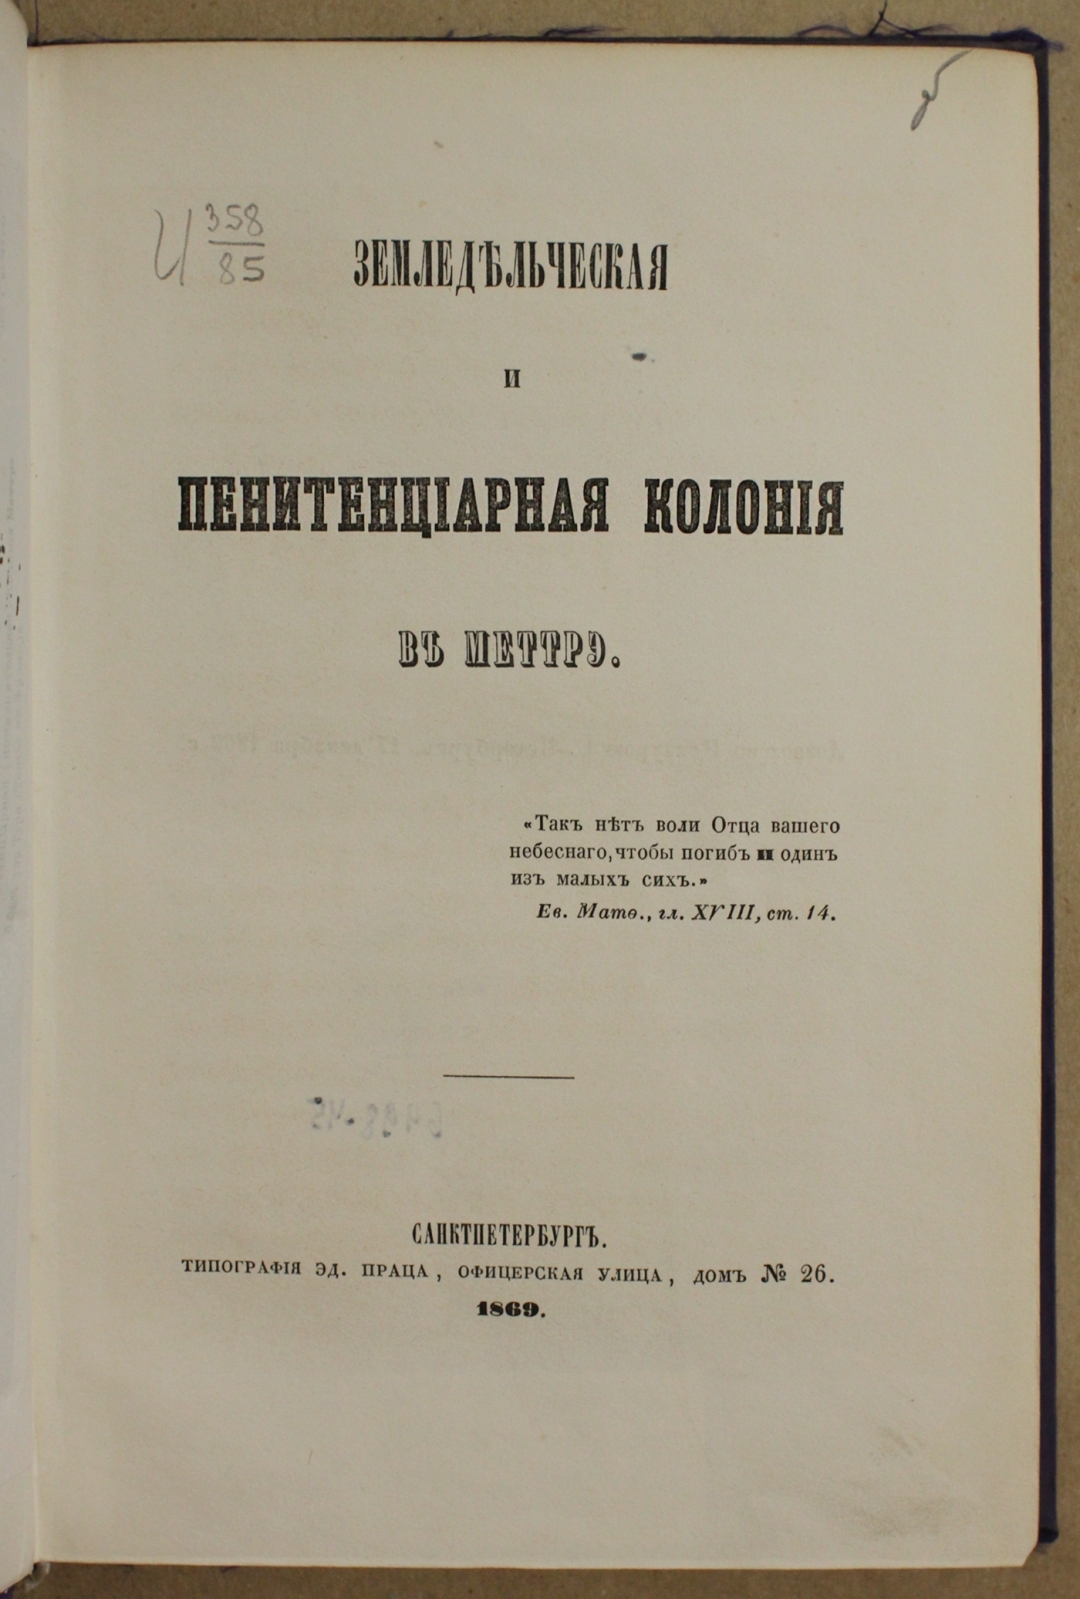 И 358
85
ЗЕМЛЕДѢЛЬЧЕСКАЯ
И
ПЕНИТЕНЦІАРНАЯ КОЛОНІЯ
ВЪ МЕТТРЭ.
«Такъ нѣтъ воли Отца вашего
небеснаго, чтобы погибъ и одинъ
изъ малыхъ сихъ.»
Ев. Матѳ., гл. XVIII, ст. 14.
САНКТПЕТЕРБУРГЪ.
ТИПОГРАФІЯ ЭД. ПРАЦА, ОФИЦЕРСКАЯ УЛИЦА, ДОМЪ № 26.
1869.